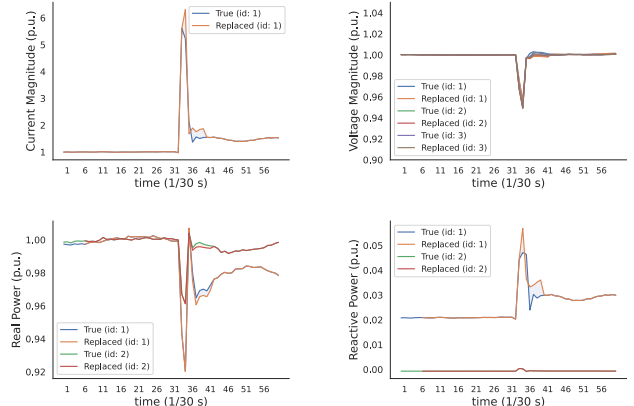 True (id: 1)
Replaced (id: 1)
Current Magnitude (p.u.)
6
5
4
3
2
1
1 6 11 16 21 26 31 36 41 46 51 56
time (1/30 s)
True (id: 1)
Replaced (id: 1)
True (id: 2)
Replaced (id: 2)
True (id: 3)
Replaced (id: 3)
Voltage Magnitude (p.u.)
1.04
1.02
1.00
0.98
0.96
0.94
0.92
0.90
1 6 11 16 21 26 31 36 41 46 51 56
time (1/30 s)
True (id: 1)
Replaced (id: 1)
True (id: 2)
Replaced (id: 2)
Real Power (p.u.)
1.00
0.98
0.96
0.94
0.92
1 6 11 16 21 26 31 36 41 46 51 56
time (1/30 s)
True (id: 1)
Replaced (id: 1)
True (id: 2)
Replaced (id: 2)
Reactive Power (p.u.)
0.05
0.04
0.03
0.02
0.01
0.00
1 6 11 16 21 26 31 36 41 46 51 56
time (1/30 s)